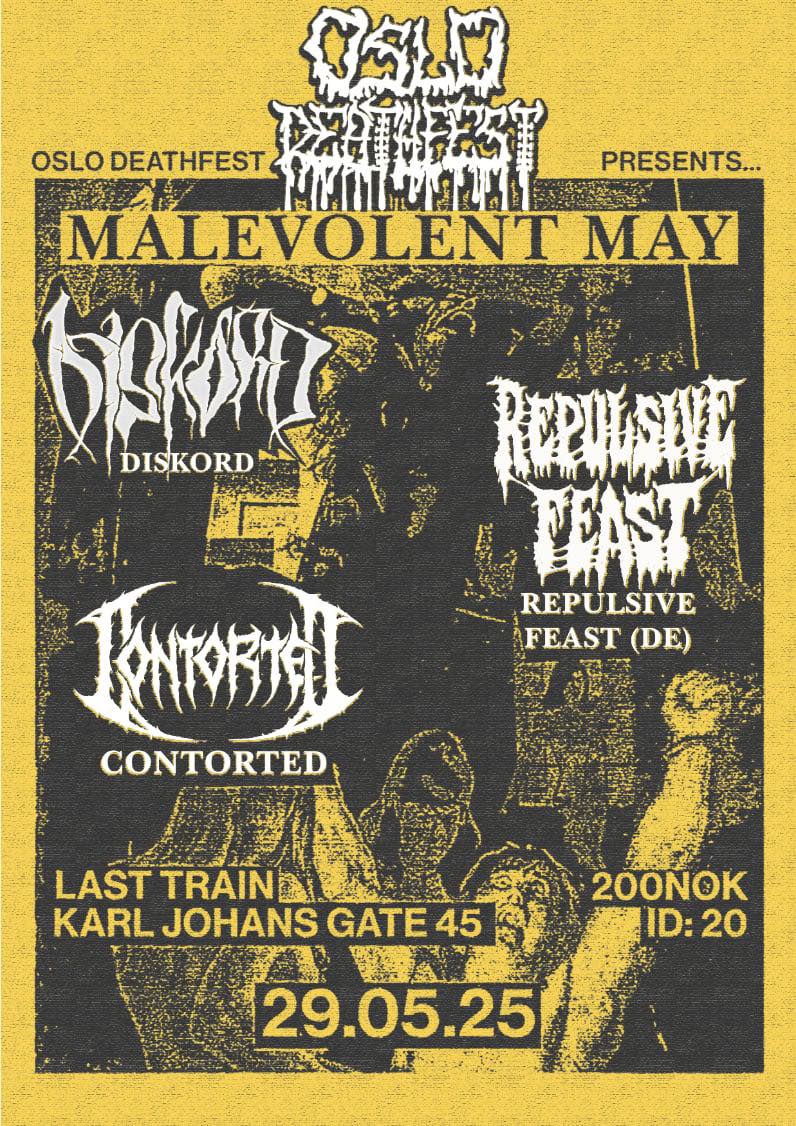 OSLO
DEATHFEST
OSLO DEATHFEST
PRESENTS...
MALEVOLENT MAY
DISKORD
DISKORD
REPULSIVE
FEAST
REPULSIVE
FEAST (DE)
CONTORTED
CONTORTED
LAST TRAIN
KARL JOHANS GATE 45
200NOK
ID: 20
29.05.25